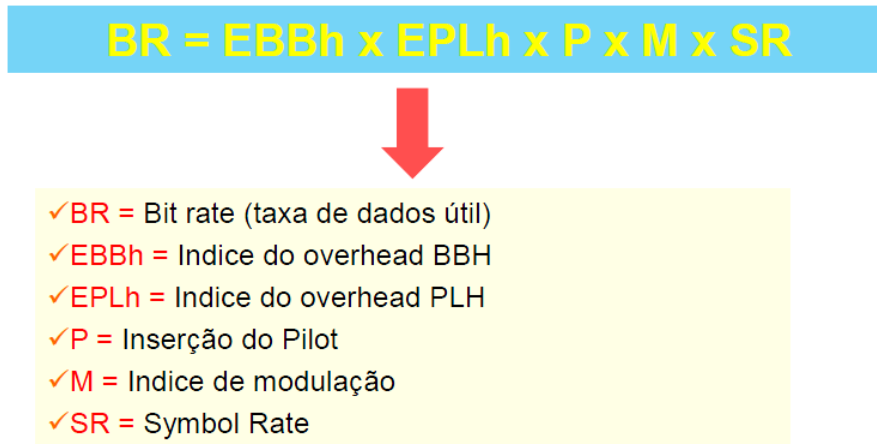 BR = EBBh x EPLh x P x M x SR
✓BR = Bit rate (taxa de dados útil)
✓EBBh = Indice do overhead BBH
✓EPLh = Indice do overhead PLH
✓P = Inserção do Pilot
✓M = Indice de modulação
✓SR = Symbol Rate